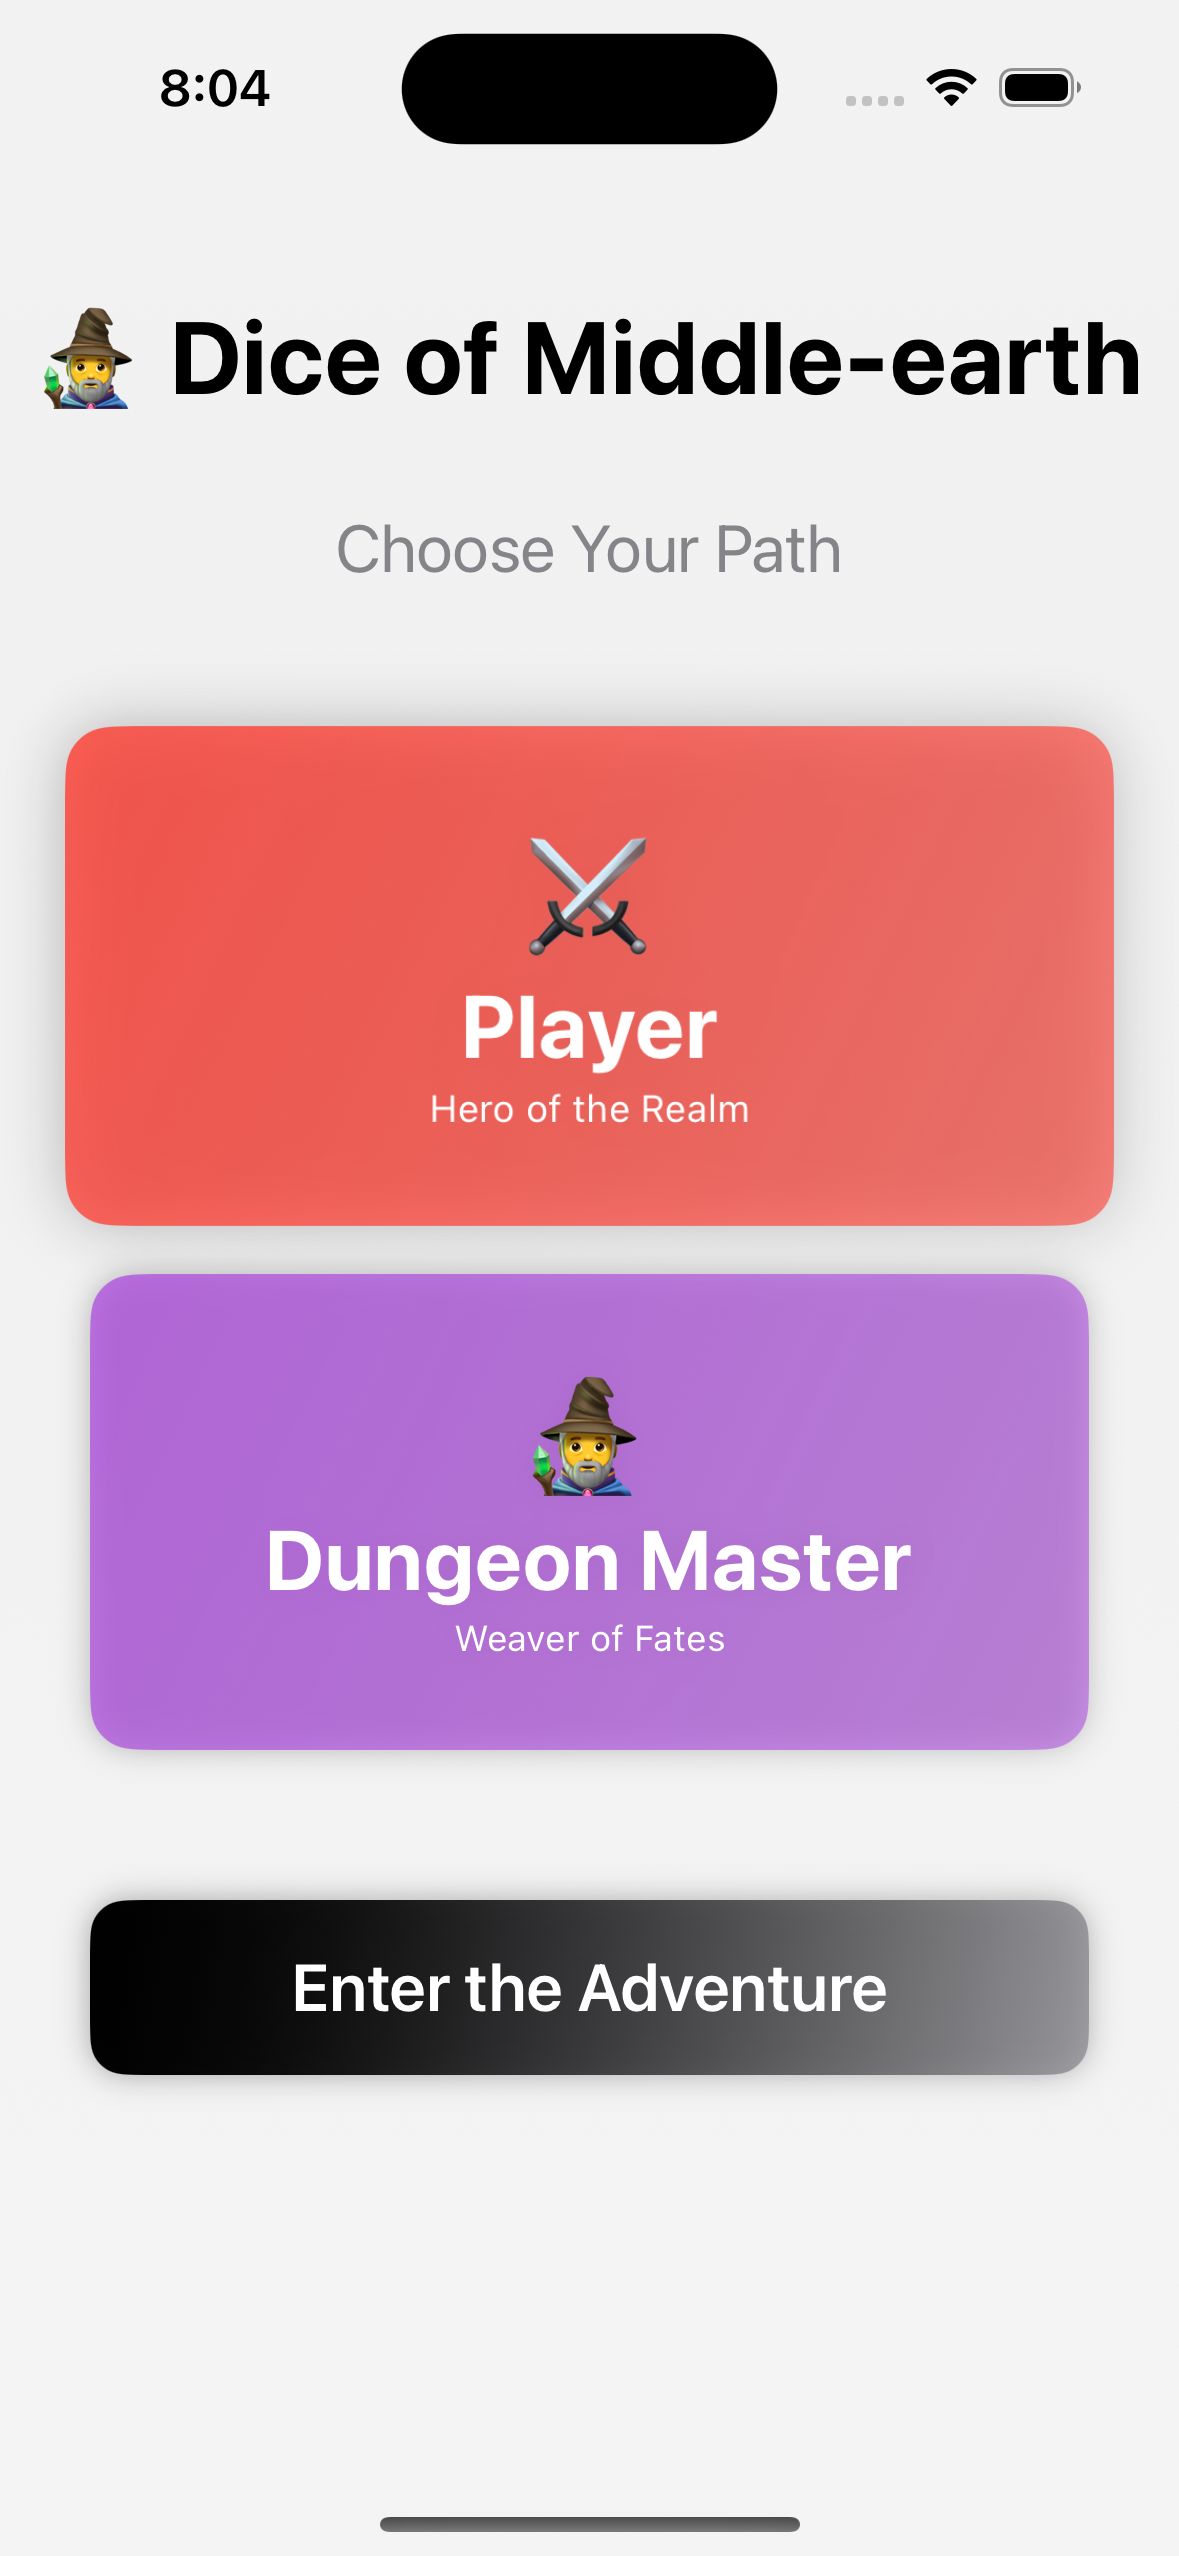 8:04
Dice of Middle-earth
Choose Your Path
Player
Hero of the Realm
Dungeon Master
Weaver of Fates
Enter the Adventure